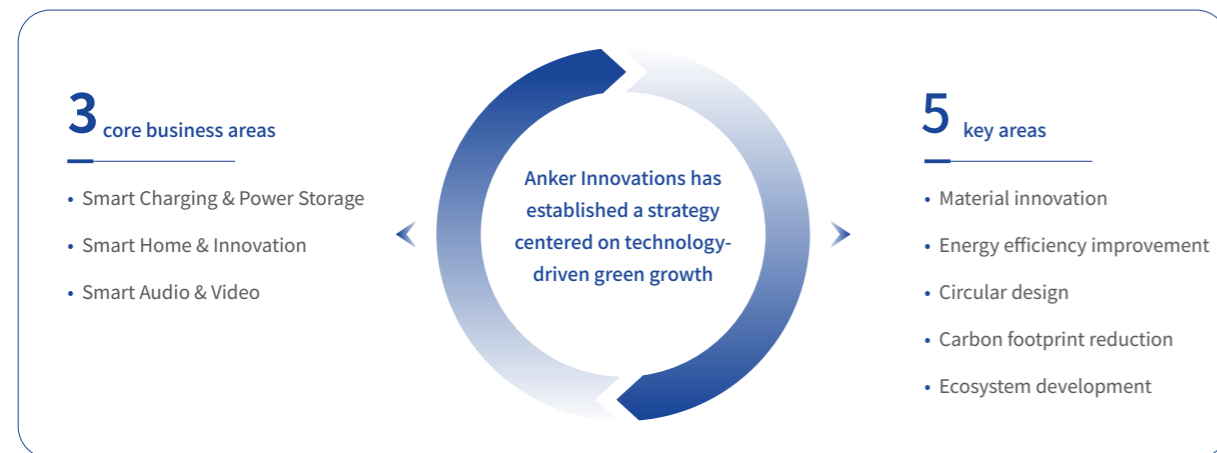 3 core business areas
• Smart Charging & Power Storage
• Smart Home & Innovation
• Smart Audio & Video
Anker Innovations has
established a strategy
centered on technology-
driven green growth
5 key areas
• Material innovation
• Energy efficiency improvement
• Circular design
• Carbon footprint reduction
• Ecosystem development